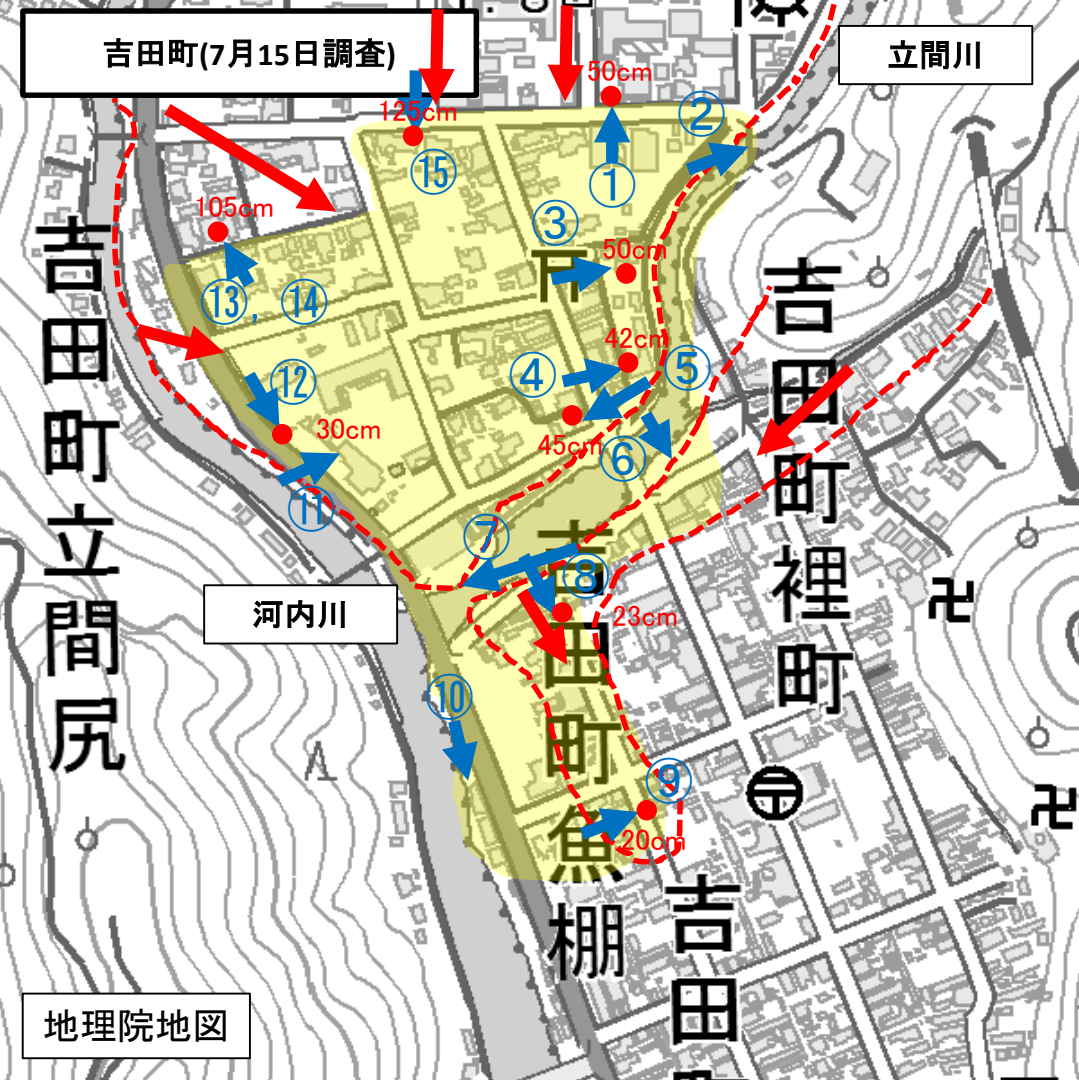 吉田町(7月15日調査)
立間川
50cm
125cm
②
⑮
①
105cm
③
50cm
⑬, ⑭
42cm
④
⑤
⑫
30cm
45cm
⑥
⑪
⑦
⑧
河内川
23cm
⑩
⑨
20cm
吉田町立間尻
吉田町裡町
吉田町魚棚
吉田
地理院地図